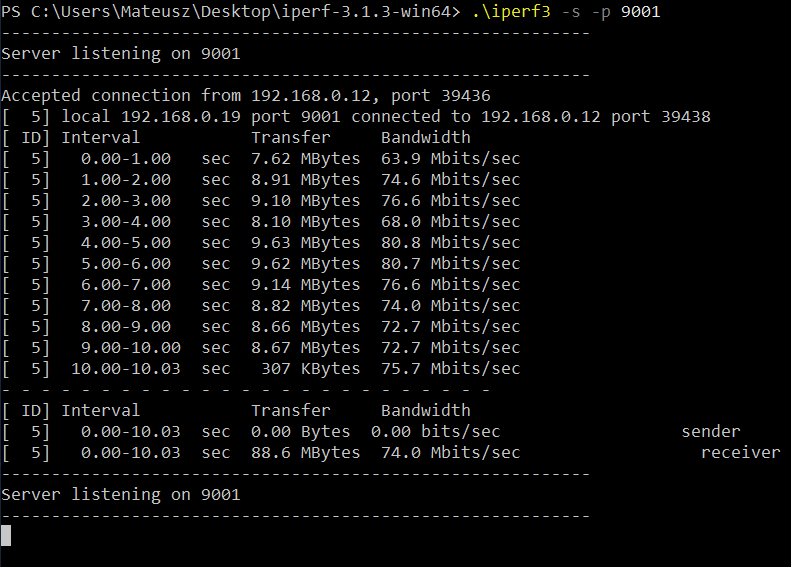 PS C:\Users\Mateusz\Desktop\iperf-3.1.3-win64> .\iperf3 -s -p 9001
-----------------------------------------------------------
Server listening on 9001
-----------------------------------------------------------
Accepted connection from 192.168.0.12, port 39436
[  5] local 192.168.0.19 port 9001 connected to 192.168.0.12 port 39438
[ ID] Interval           Transfer     Bandwidth
[  5]   0.00-1.00   sec  7.62 MBytes  63.9 Mbits/sec
[  5]   1.00-2.00   sec  8.91 MBytes  74.6 Mbits/sec
[  5]   2.00-3.00   sec  9.10 MBytes  76.6 Mbits/sec
[  5]   3.00-4.00   sec  8.10 MBytes  68.0 Mbits/sec
[  5]   4.00-5.00   sec  9.63 MBytes  80.8 Mbits/sec
[  5]   5.00-6.00   sec  9.62 MBytes  80.7 Mbits/sec
[  5]   6.00-7.00   sec  9.14 MBytes  76.6 Mbits/sec
[  5]   7.00-8.00   sec  8.82 MBytes  74.0 Mbits/sec
[  5]   8.00-9.00   sec  8.66 MBytes  72.7 Mbits/sec
[  5]   9.00-10.00  sec  8.67 MBytes  72.7 Mbits/sec
[  5]  10.00-10.03  sec   307 KBytes  75.7 Mbits/sec
- - - - - - - - - - - - - - - - - - - - - - - - -
[ ID] Interval           Transfer     Bandwidth
[  5]   0.00-10.03  sec  0.00 Bytes  0.00 bits/sec                  sender
[  5]   0.00-10.03  sec  88.6 MBytes  74.0 Mbits/sec                  receiver
-----------------------------------------------------------
Server listening on 9001
-----------------------------------------------------------